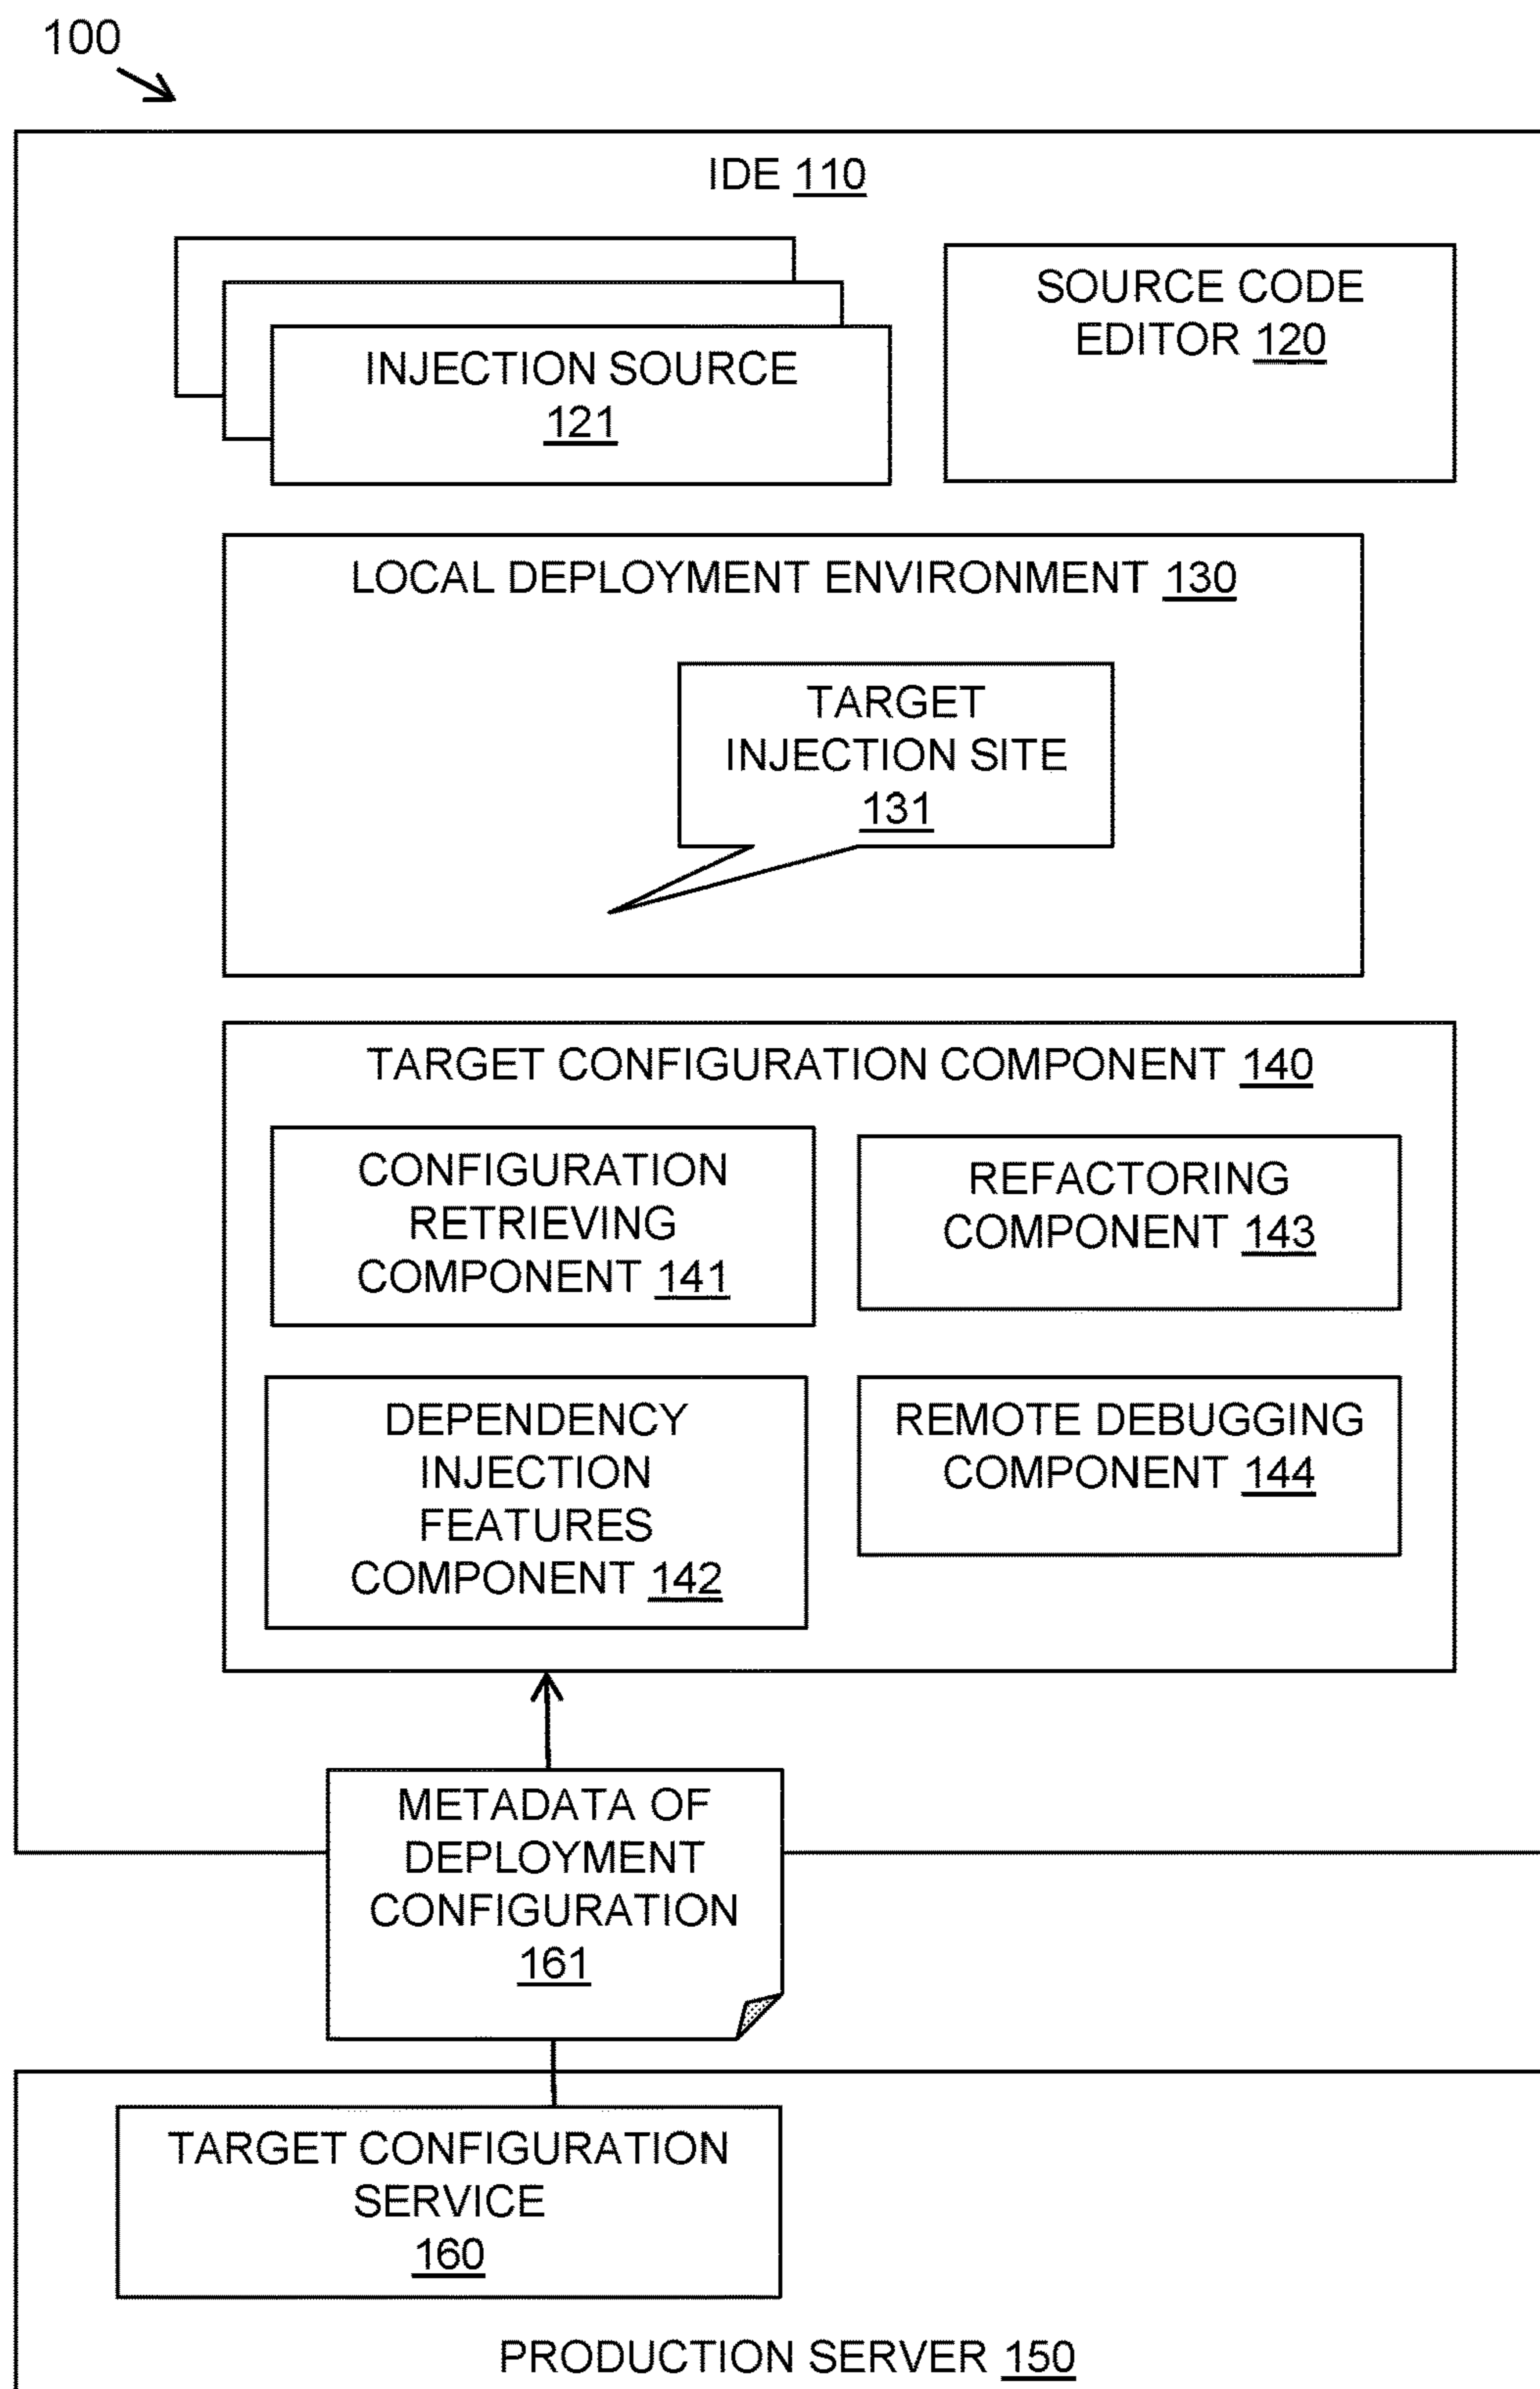 100
IDE 110
INJECTION SOURCE
121
SOURCE CODE
EDITOR 120
LOCAL DEPLOYMENT ENVIRONMENT 130
TARGET
INJECTION SITE
131
TARGET CONFIGURATION COMPONENT 140
CONFIGURATION
RETRIEVING
COMPONENT 141
REFACTORING
COMPONENT 143
DEPENDENCY
INJECTION
FEATURES
COMPONENT 142
REMOTE DEBUGGING
COMPONENT 144
METADATA OF
DEPLOYMENT
CONFIGURATION
161
TARGET CONFIGURATION
SERVICE
160
PRODUCTION SERVER 150